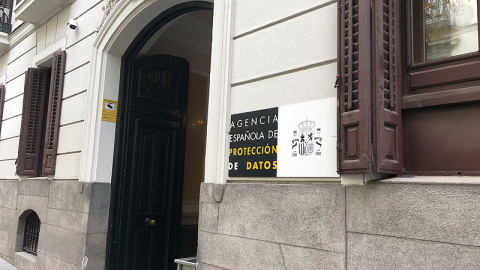 AGENCIA
ESPAÑOLA DE
PROTECCIÓN
DE DATOS